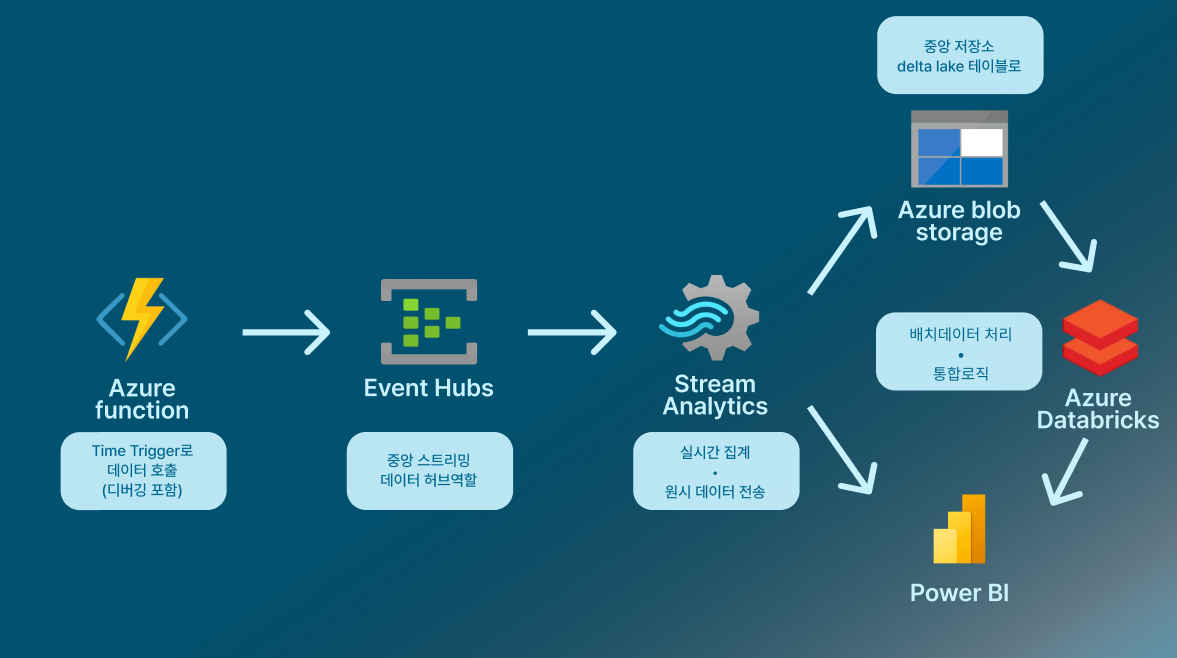 중앙 저장소
delta lake 테이블로
Azure blob
storage
Azure
function
Time Trigger로
데이터 호출
(디버깅 포함)
Event Hubs
중앙 스트리밍
데이터 허브역할
Stream
Analytics
실시간 집계
•
원시 데이터 전송
배치데이터 처리
•
통합로직
Azure
Databricks
Power BI